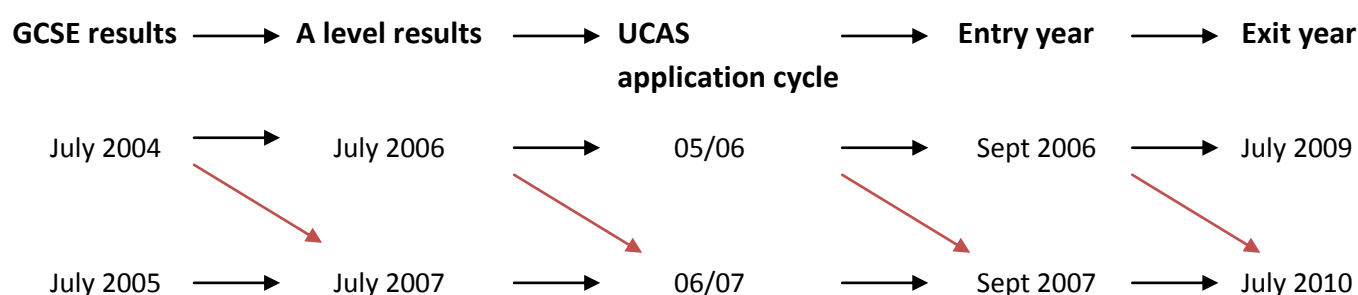 GCSE results A level results UCAS Entry year Exit year
application cycle
July 2004 July 2006 05/06 Sept 2006 July 2009
July 2005 July 2007 06/07 Sept 2007 July 2010